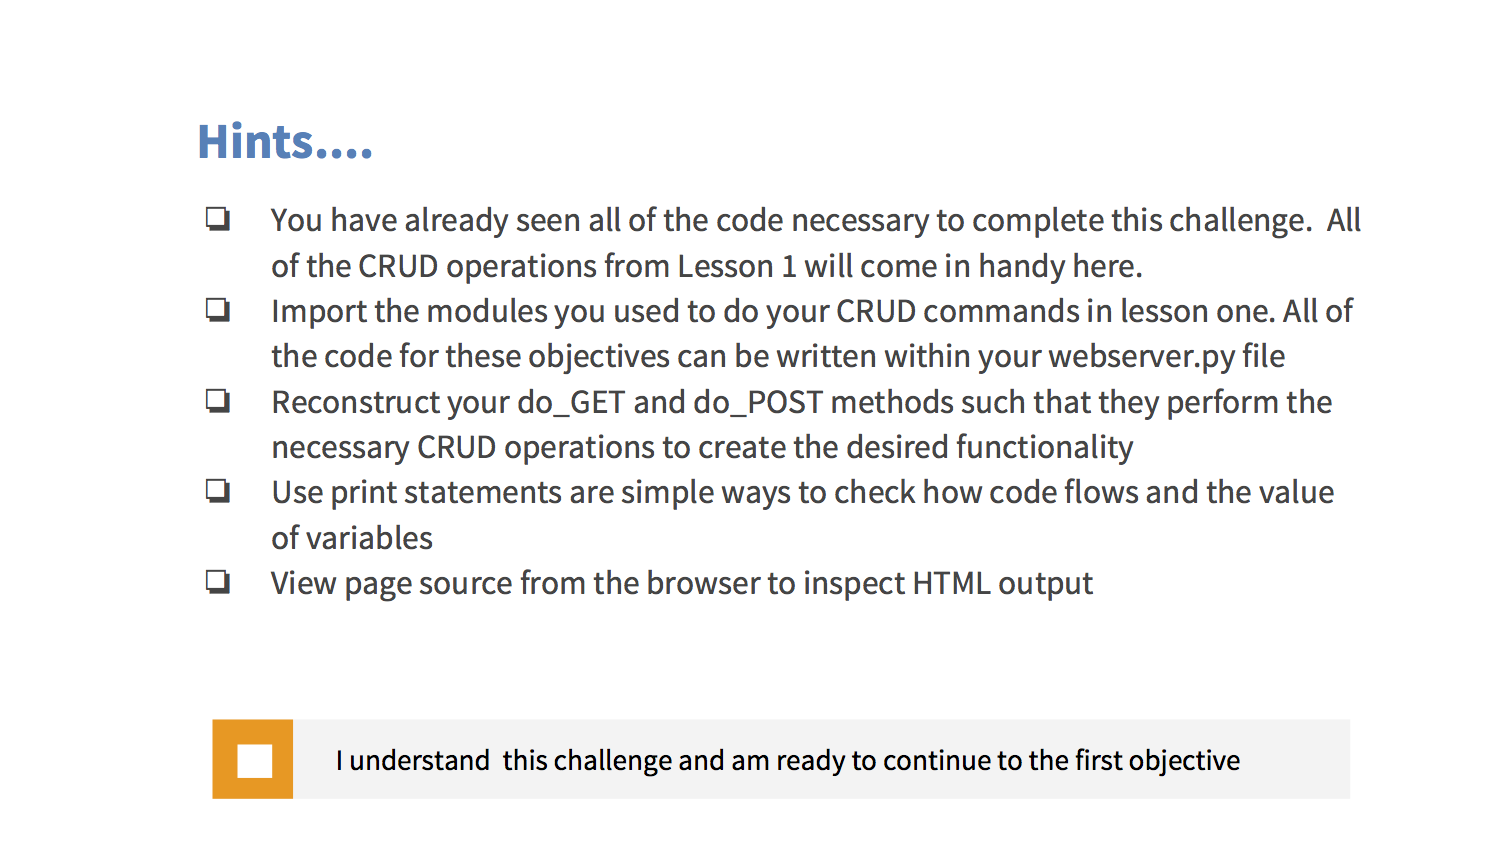 Hints....
❏ You have already seen all of the code necessary to complete this challenge.  All
of the CRUD operations from Lesson 1 will come in handy here.
❏ Import the modules you used to do your CRUD commands in lesson one. All of
the code for these objectives can be written within your webserver.py file
❏ Reconstruct your do_GET and do_POST methods such that they perform the
necessary CRUD operations to create the desired functionality
❏ Use print statements are simple ways to check how code flows and the value
of variables
❏ View page source from the browser to inspect HTML output
I understand  this challenge and am ready to continue to the first objective